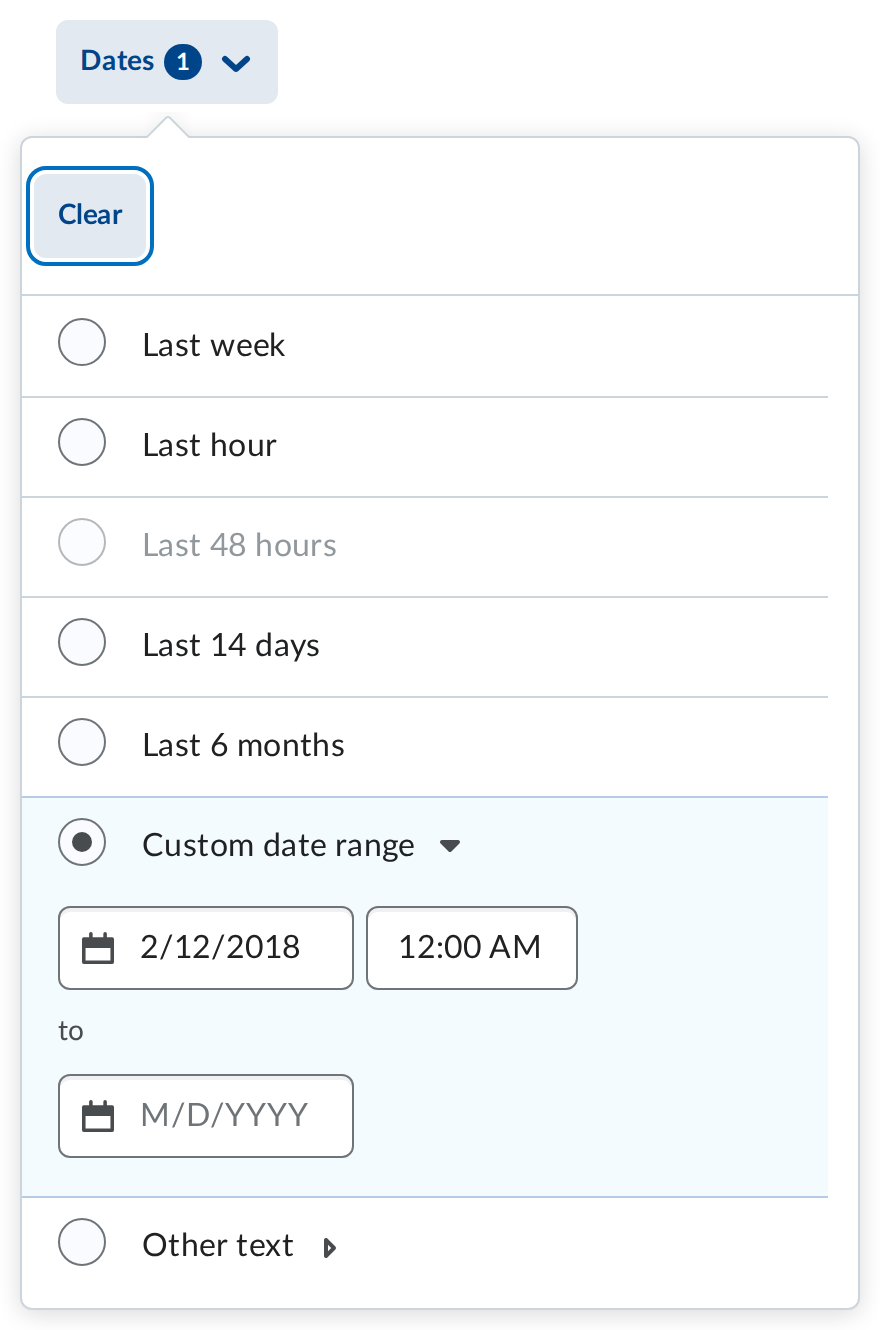 Dates 1
Clear
Last week
Last hour
Last 48 hours
Last 14 days
Last 6 months
Custom date range
2/12/2018 12:00 AM
to
M/D/YYYY
Other text